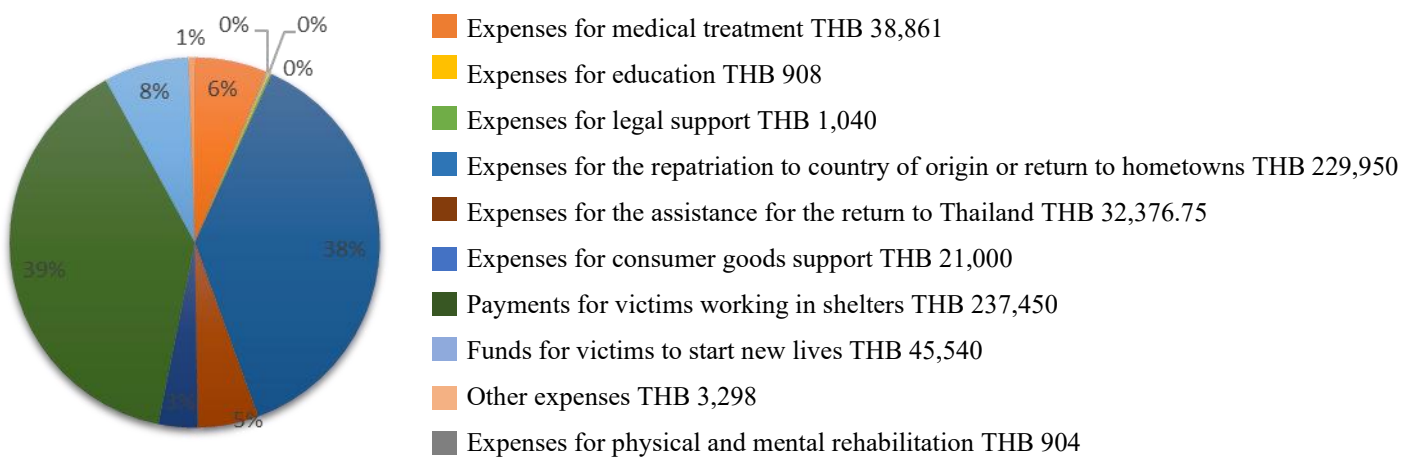 0%
0%
1%
0%
8%
6%
38%
39%
3%
5%
Expenses for medical treatment THB 38,861
Expenses for education THB 908
Expenses for legal support THB 1,040
Expenses for the repatriation to country of origin or return to hometowns THB 229,950
Expenses for the assistance for the return to Thailand THB 32,376.75
Expenses for consumer goods support THB 21,000
Payments for victims working in shelters THB 237,450
Funds for victims to start new lives THB 45,540
Other expenses THB 3,298
Expenses for physical and mental rehabilitation THB 904